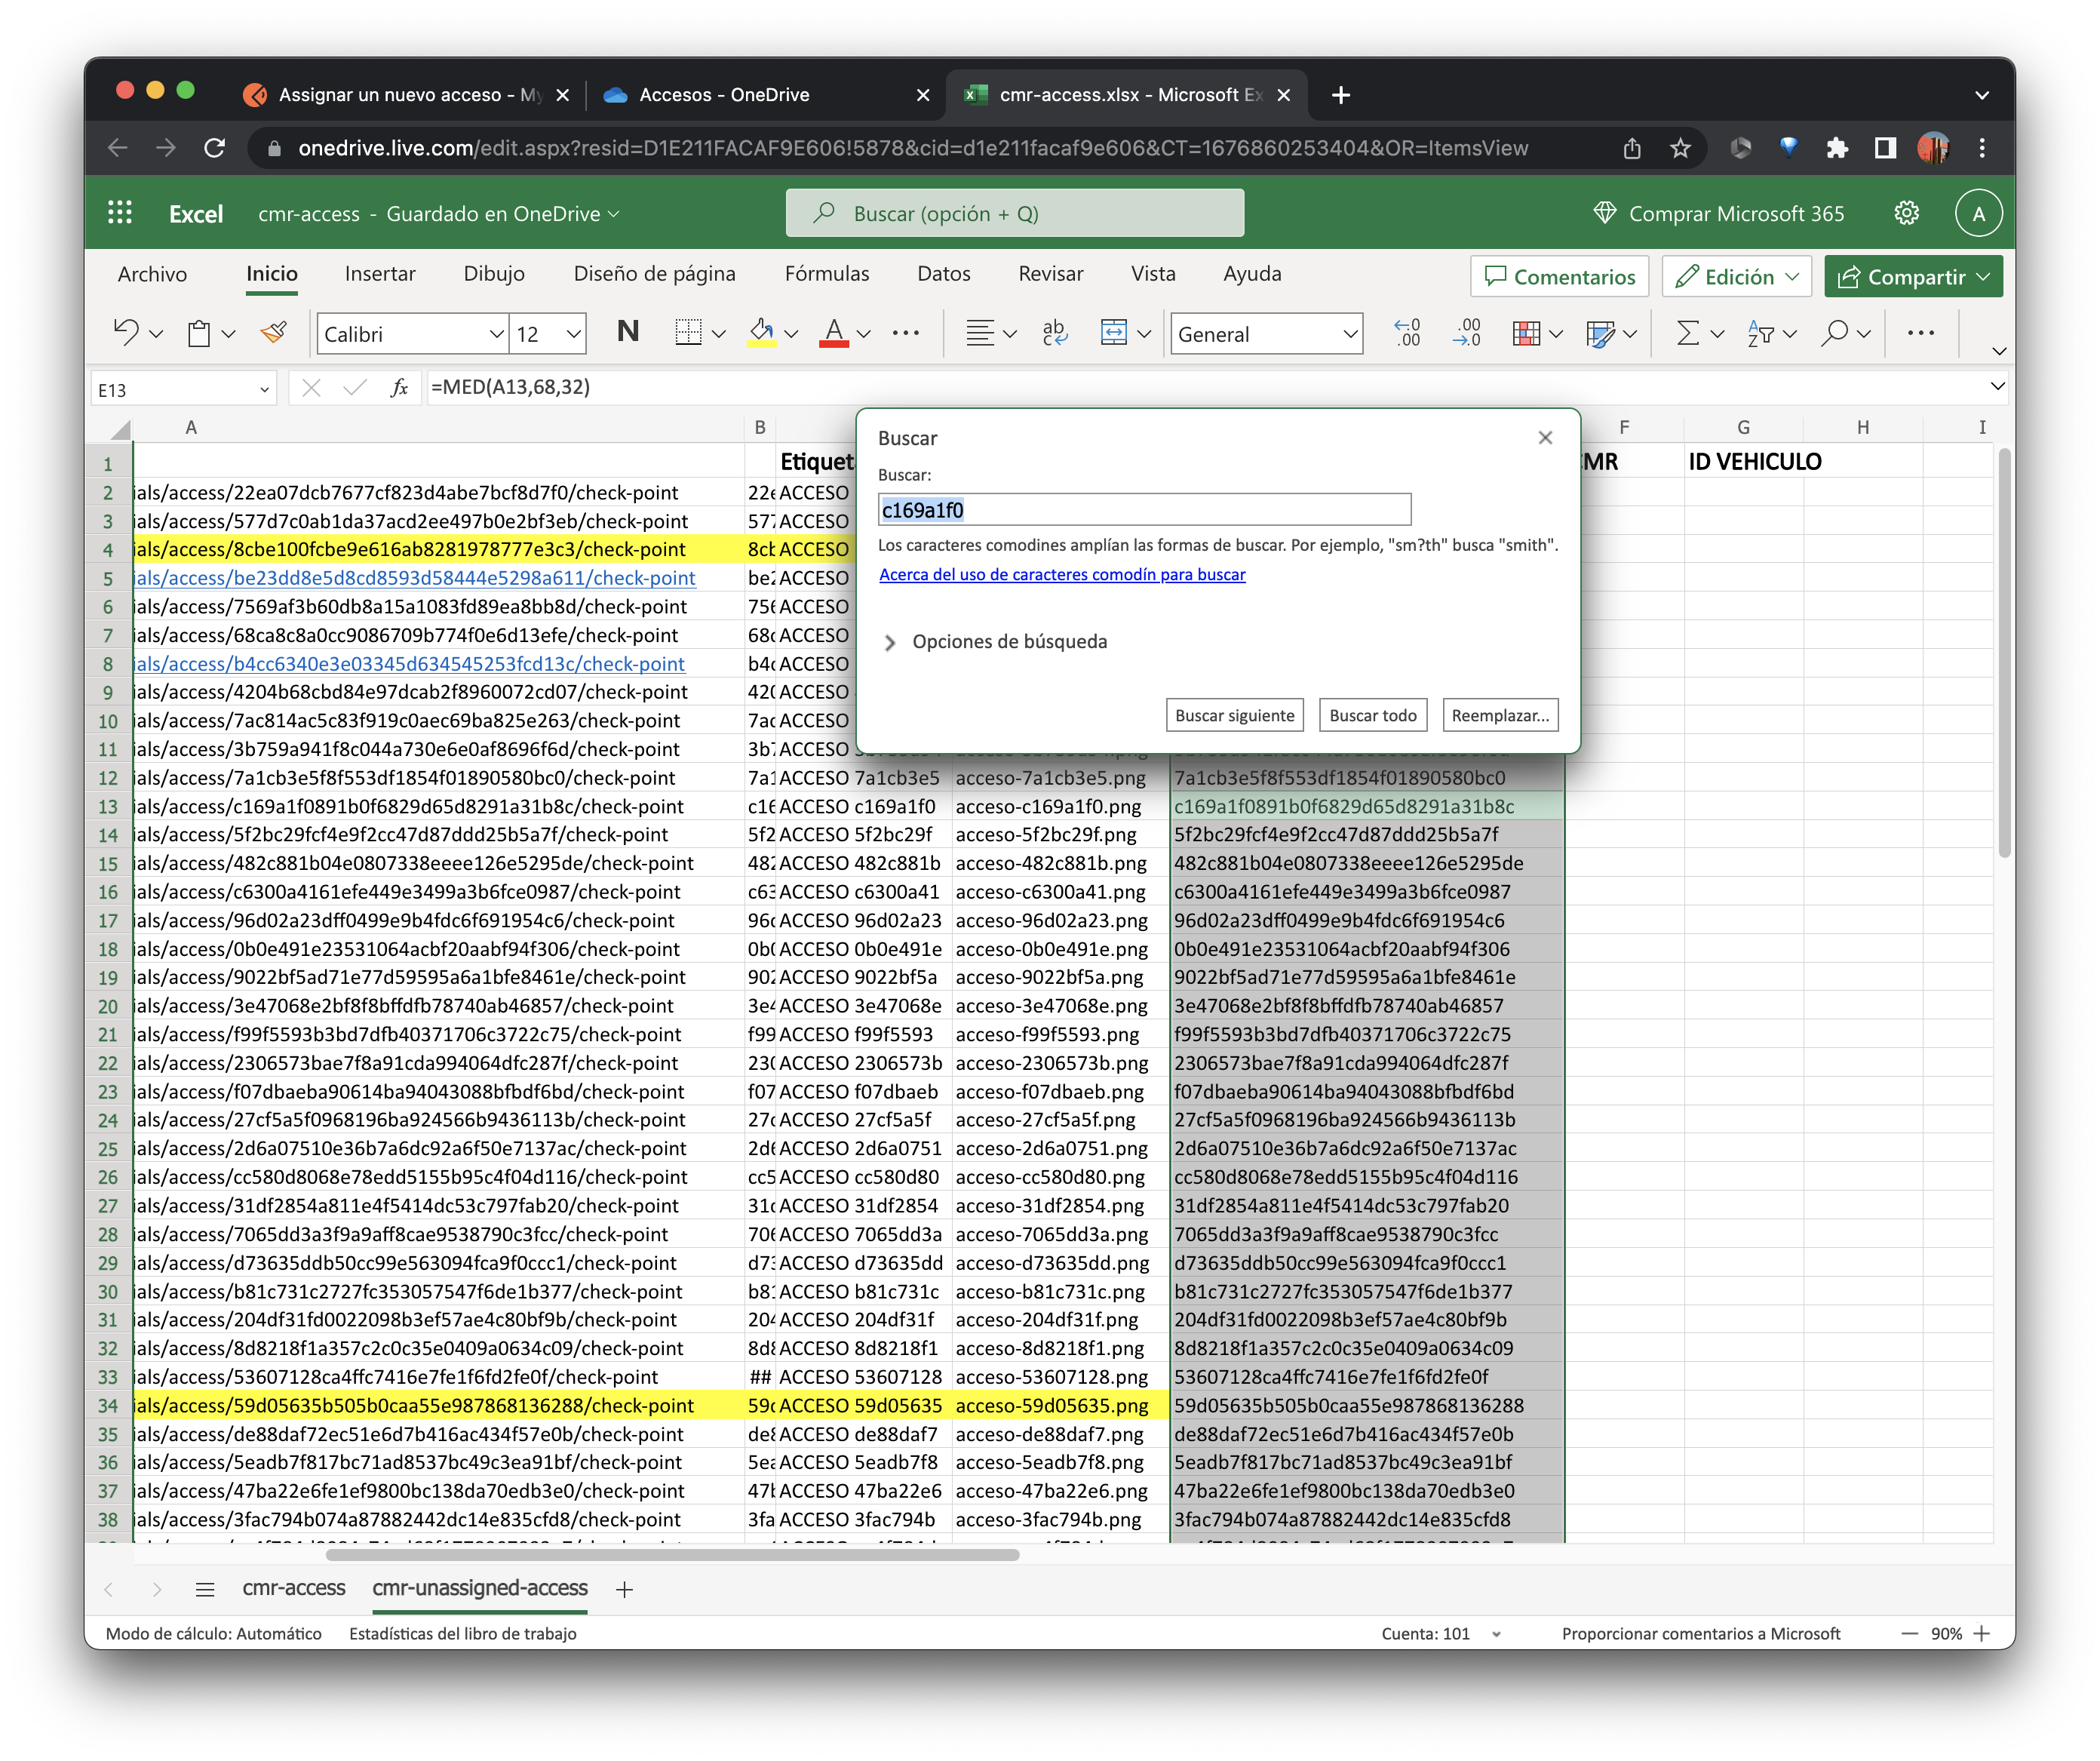 Assignar un nuevo acceso - My
Accesos - OneDrive
cmr-access.xlsx - Microsoft Ex
onedrive.live.com/edit.aspx?resid=D1E211FACAF9E606!5878&cid=d1e211facaf9e606&CT=1676860253404&OR=ItemsView
Excel cmr-access - Guardado en OneDrive
Buscar (opción + Q)
Comprar Microsoft 365
A
Archivo Inicio Insertar Dibujo Diseño de página Fórmulas Datos Revisar Vista Ayuda
Comentarios Edición Compartir
Calibri 12 N A ab c General ←0 .00 .00 →0 Σ A Z
E13 fx =MED(A13,68,32)
A B F G H I
Buscar
Buscar:
c169a1f0
Los caracteres comodines amplían las formas de buscar. Por ejemplo, "sm?th" busca "smith".
Acerca del uso de caracteres comodín para buscar
Opciones de búsqueda
Buscar siguiente Buscar todo Reemplazar...
1 Etiquet CMR ID VEHICULO
2 ials/access/22ea07dcb7677cf823d4abe7bcf8d7f0/check-point 22e ACCESO
3 ials/access/577d7c0ab1da37acd2ee497b0e2bf3eb/check-point 577 ACCESO
4 ials/access/8cbe100fcbe9e616ab8281978777e3c3/check-point 8cb ACCESO
5 ials/access/be23dd8e5d8cd8593d58444e5298a611/check-point be2 ACCESO
6 ials/access/7569af3b60db8a15a1083fd89ea8bb8d/check-point 756 ACCESO
7 ials/access/68ca8c8a0cc9086709b774f0e6d13efe/check-point 68c ACCESO
8 ials/access/b4cc6340e3e03345d634545253fcd13c/check-point b4c ACCESO
9 ials/access/4204b68cbd84e97dcab2f8960072cd07/check-point 420 ACCESO
10 ials/access/7ac814ac5c83f919c0aec69ba825e263/check-point 7ac ACCESO
11 ials/access/3b759a941f8c044a730e6e0af8696f6d/check-point 3b7 ACCESO
12 ials/access/7a1cb3e5f8f553df1854f01890580bc0/check-point 7a1 ACCESO 7a1cb3e5 acceso-7a1cb3e5.png 7a1cb3e5f8f553df1854f01890580bc0
13 ials/access/c169a1f0891b0f6829d65d8291a31b8c/check-point c16 ACCESO c169a1f0 acceso-c169a1f0.png c169a1f0891b0f6829d65d8291a31b8c
14 ials/access/5f2bc29fcf4e9f2cc47d87ddd25b5a7f/check-point 5f2 ACCESO 5f2bc29f acceso-5f2bc29f.png 5f2bc29fcf4e9f2cc47d87ddd25b5a7f
15 ials/access/482c881b04e0807338eeee126e5295de/check-point 482 ACCESO 482c881b acceso-482c881b.png 482c881b04e0807338eeee126e5295de
16 ials/access/c6300a4161efe449e3499a3b6fce0987/check-point c63 ACCESO c6300a41 acceso-c6300a41.png c6300a4161efe449e3499a3b6fce0987
17 ials/access/96d02a23dff0499e9b4fdc6f691954c6/check-point 96d ACCESO 96d02a23 acceso-96d02a23.png 96d02a23dff0499e9b4fdc6f691954c6
18 ials/access/0b0e491e23531064acbf20aabf94f306/check-point 0b0 ACCESO 0b0e491e acceso-0b0e491e.png 0b0e491e23531064acbf20aabf94f306
19 ials/access/9022bf5ad71e77d59595a6a1bfe8461e/check-point 902 ACCESO 9022bf5a acceso-9022bf5a.png 9022bf5ad71e77d59595a6a1bfe8461e
20 ials/access/3e47068e2bf8f8bffdfb78740ab46857/check-point 3e4 ACCESO 3e47068e acceso-3e47068e.png 3e47068e2bf8f8bffdfb78740ab46857
21 ials/access/f99f5593b3bd7dfb40371706c3722c75/check-point f99 ACCESO f99f5593 acceso-f99f5593.png f99f5593b3bd7dfb40371706c3722c75
22 ials/access/2306573bae7f8a91cda994064dfc287f/check-point 230 ACCESO 2306573b acceso-2306573b.png 2306573bae7f8a91cda994064dfc287f
23 ials/access/f07dbaeba90614ba94043088bfbdf6bd/check-point f07 ACCESO f07dbaeb acceso-f07dbaeb.png f07dbaeba90614ba94043088bfbdf6bd
24 ials/access/27cf5a5f0968196ba924566b9436113b/check-point 27c ACCESO 27cf5a5f acceso-27cf5a5f.png 27cf5a5f0968196ba924566b9436113b
25 ials/access/2d6a07510e36b7a6dc92a6f50e7137ac/check-point 2d6 ACCESO 2d6a0751 acceso-2d6a0751.png 2d6a07510e36b7a6dc92a6f50e7137ac
26 ials/access/cc580d8068e78edd5155b95c4f04d116/check-point cc5 ACCESO cc580d80 acceso-cc580d80.png cc580d8068e78edd5155b95c4f04d116
27 ials/access/31df2854a811e4f5414dc53c797fab20/check-point 31d ACCESO 31df2854 acceso-31df2854.png 31df2854a811e4f5414dc53c797fab20
28 ials/access/7065dd3a3f9a9aff8cae9538790c3fcc/check-point 706 ACCESO 7065dd3a acceso-7065dd3a.png 7065dd3a3f9a9aff8cae9538790c3fcc
29 ials/access/d73635ddb50cc99e563094fca9f0ccc1/check-point d73 ACCESO d73635dd acceso-d73635dd.png d73635ddb50cc99e563094fca9f0ccc1
30 ials/access/b81c731c2727fc353057547f6de1b377/check-point b81 ACCESO b81c731c acceso-b81c731c.png b81c731c2727fc353057547f6de1b377
31 ials/access/204df31fd0022098b3ef57ae4c80bf9b/check-point 204 ACCESO 204df31f acceso-204df31f.png 204df31fd0022098b3ef57ae4c80bf9b
32 ials/access/8d8218f1a357c2c0c35e0409a0634c09/check-point 8d8 ACCESO 8d8218f1 acceso-8d8218f1.png 8d8218f1a357c2c0c35e0409a0634c09
33 ials/access/53607128ca4ffc7416e7fe1f6fd2fe0f/check-point ## ACCESO 53607128 acceso-53607128.png 53607128ca4ffc7416e7fe1f6fd2fe0f
34 ials/access/59d05635b505b0caa55e987868136288/check-point 59d ACCESO 59d05635 acceso-59d05635.png 59d05635b505b0caa55e987868136288
35 ials/access/de88daf72ec51e6d7b416ac434f57e0b/check-point de8 ACCESO de88daf7 acceso-de88daf7.png de88daf72ec51e6d7b416ac434f57e0b
36 ials/access/5eadb7f817bc71ad8537bc49c3ea91bf/check-point 5ea ACCESO 5eadb7f8 acceso-5eadb7f8.png 5eadb7f817bc71ad8537bc49c3ea91bf
37 ials/access/47ba22e6fe1ef9800bc138da70edb3e0/check-point 47b ACCESO 47ba22e6 acceso-47ba22e6.png 47ba22e6fe1ef9800bc138da70edb3e0
38 ials/access/3fac794b074a87882442dc14e835cfd8/check-point 3fa ACCESO 3fac794b acceso-3fac794b.png 3fac794b074a87882442dc14e835cfd8
cmr-access cmr-unassigned-access
Modo de cálculo: Automático Estadísticas del libro de trabajo Cuenta: 101 Proporcionar comentarios a Microsoft 90%